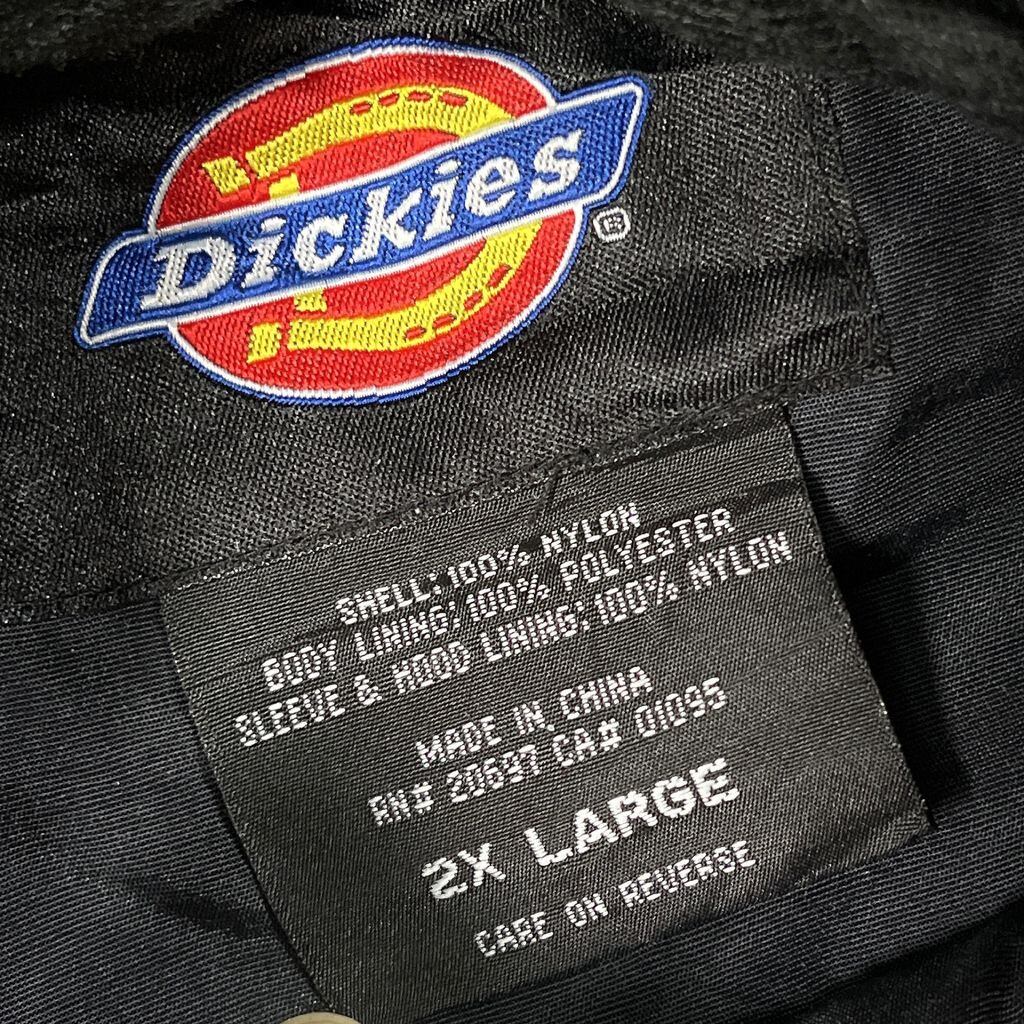 Dickies
®
SHELL: 100% NYLON
BODY LINING: 100% POLYESTER
SLEEVE & HOOD LINING: 100% NYLON
MADE IN CHINA
RN# 20697 CA# 01095
2X LARGE
CARE ON REVERSE